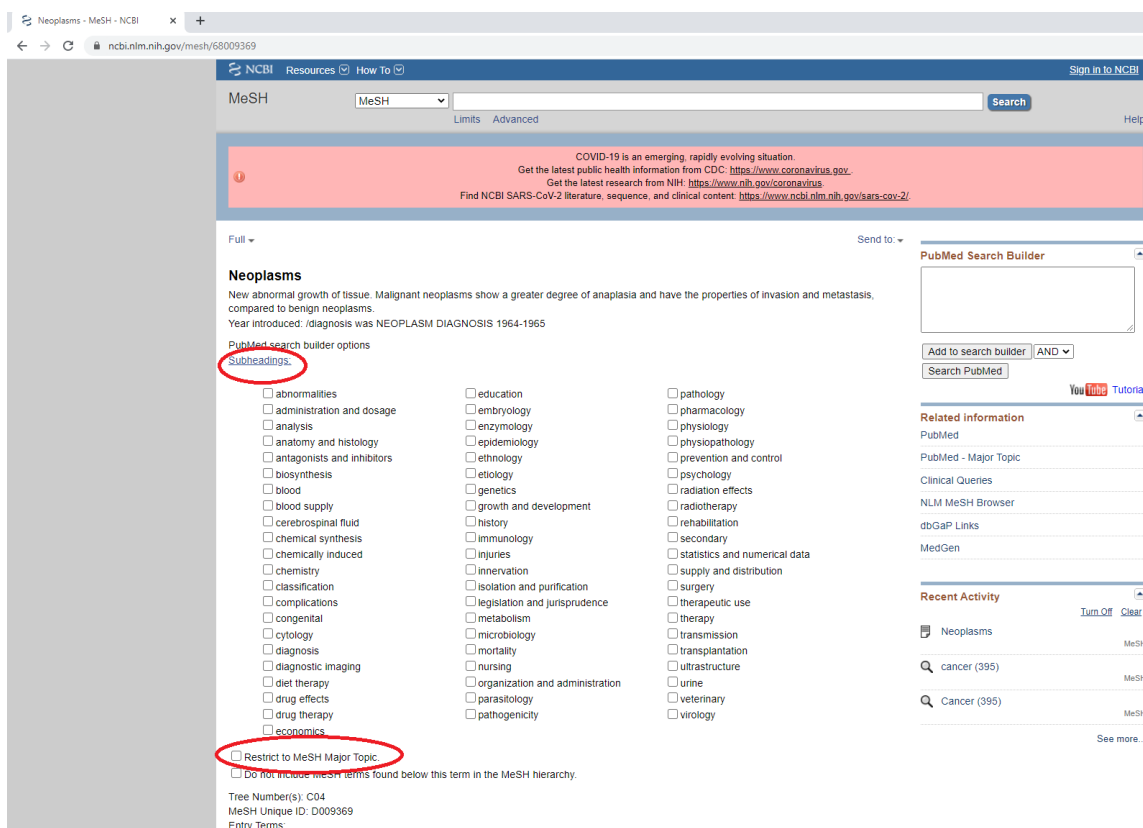 Neoplasms - MeSH - NCBI
ncbi.nlm.nih.gov/mesh/68009369
NCBI Resources How To Sign in to NCBI
MeSH MeSH Search
Limits Advanced Help
COVID-19 is an emerging, rapidly evolving situation.
Get the latest public health information from CDC: https://www.coronavirus.gov .
Get the latest research from NIH: https://www.nih.gov/coronavirus.
Find NCBI SARS-CoV-2 literature, sequence, and clinical content: https://www.ncbi.nlm.nih.gov/sars-cov-2/.
Full Send to:
Neoplasms
New abnormal growth of tissue. Malignant neoplasms show a greater degree of anaplasia and have the properties of invasion and metastasis,
compared to benign neoplasms.
Year introduced: /diagnosis was NEOPLASM DIAGNOSIS 1964-1965
PubMed search builder options
Subheadings:
abnormalities
administration and dosage
analysis
anatomy and histology
antagonists and inhibitors
biosynthesis
blood
blood supply
cerebrospinal fluid
chemical synthesis
chemically induced
chemistry
classification
complications
congenital
cytology
diagnosis
diagnostic imaging
diet therapy
drug effects
drug therapy
economics
education
embryology
enzymology
epidemiology
ethnology
etiology
genetics
growth and development
history
immunology
injuries
innervation
isolation and purification
legislation and jurisprudence
metabolism
microbiology
mortality
nursing
organization and administration
parasitology
pathogenicity
pathology
pharmacology
physiology
physiopathology
prevention and control
psychology
radiation effects
radiotherapy
rehabilitation
secondary
statistics and numerical data
supply and distribution
surgery
therapeutic use
therapy
transmission
transplantation
ultrastructure
urine
veterinary
virology
Restrict to MeSH Major Topic.
Do not include MeSH terms found below this term in the MeSH hierarchy.
Tree Number(s): C04
MeSH Unique ID: D009369
Entry Terms:
PubMed Search Builder
Add to search builder AND
Search PubMed
YouTube Tutoria
Related information
PubMed
PubMed - Major Topic
Clinical Queries
NLM MeSH Browser
dbGaP Links
MedGen
Recent Activity
Turn Off Clear
Neoplasms
MeSH
cancer (395)
MeSH
Cancer (395)
MeSH
See more..